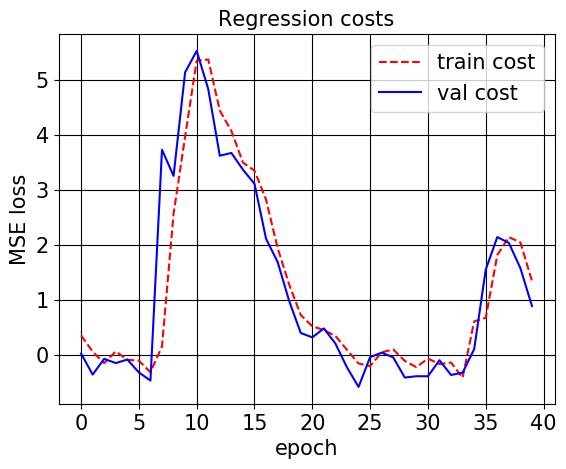 Regression costs
train cost
val cost
MSE loss
5
4
3
2
1
0
0 5 10 15 20 25 30 35 40
epoch